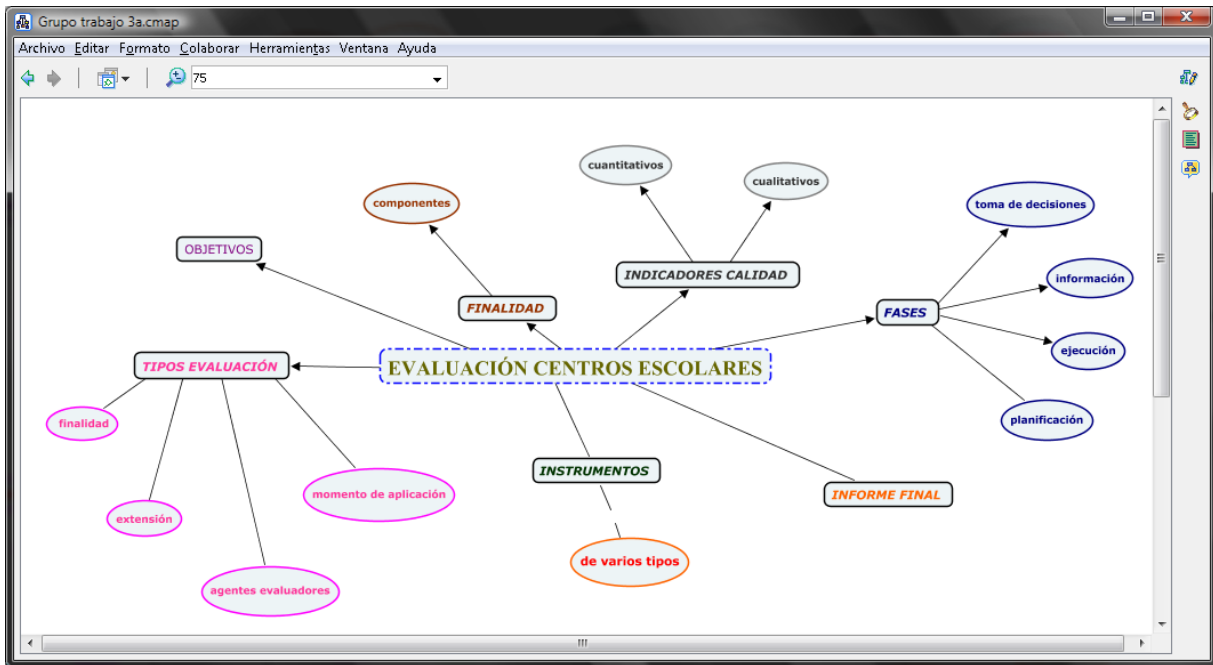 Grupo trabajo 3a.cmap
Archivo Editar Formato Colaborar Herramientas Ventana Ayuda
75
cuantitativos
cualitativos
componentes
toma de decisiones
OBJETIVOS
INDICADORES CALIDAD
información
FINALIDAD
FASES
ejecución
TIPOS EVALUACIÓN
EVALUACIÓN CENTROS ESCOLARES
finalidad
planificación
INSTRUMENTOS
momento de aplicación
INFORME FINAL
extensión
de varios tipos
agentes evaluadores